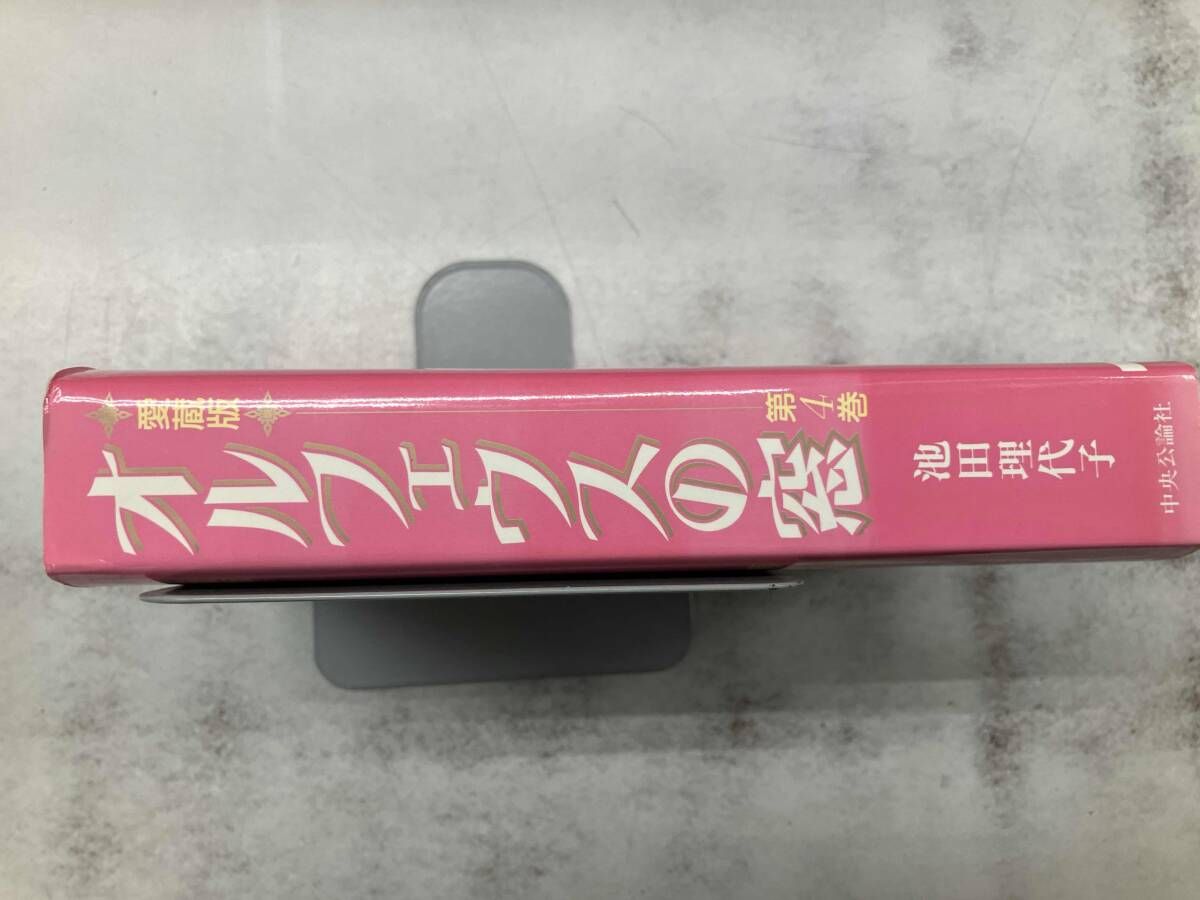 愛蔵版
オルフェウスの窓
第4巻
池田理代子
中央公論社